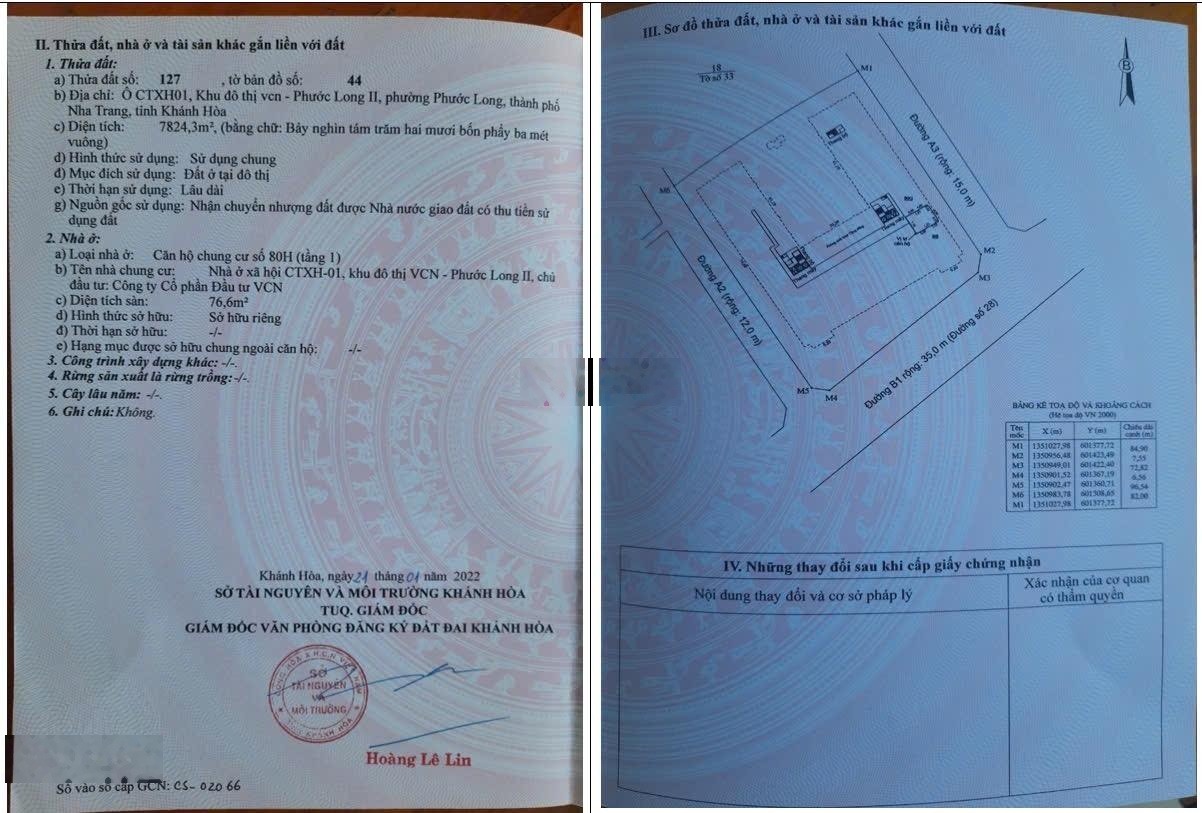 II. Thửa đất, nhà ở và tài sản khác gắn liền với đất
1. Thửa đất:
a) Thửa đất số: 127 , tờ bản đồ số: 44
b) Địa chỉ: Ô CTXH01, Khu đô thị vcn - Phước Long II, phường Phước Long, thành phố
Nha Trang, tỉnh Khánh Hòa
c) Diện tích: 7824,3m², (bằng chữ: Bảy nghìn tám trăm hai mươi bốn phẩy ba mét
vuông)
d) Hình thức sử dụng: Sử dụng chung
đ) Mục đích sử dụng: Đất ở tại đô thị
e) Thời hạn sử dụng: Lâu dài
g) Nguồn gốc sử dụng: Nhận chuyển nhượng đất được Nhà nước giao đất có thu tiền sử
dụng đất
2. Nhà ở:
a) Loại nhà ở: Căn hộ chung cư số 80H (tầng 1)
b) Tên nhà chung cư: Nhà ở xã hội CTXH-01, khu đô thị VCN - Phước Long II, chủ
đầu tư: Công ty Cổ phần Đầu tư VCN
c) Diện tích sàn: 76,6m²
d) Hình thức sở hữu: Sở hữu riêng
đ) Thời hạn sở hữu: -/-
e) Hạng mục được sở hữu chung ngoài căn hộ: -/-
3. Công trình xây dựng khác: -/-.
4. Rừng sản xuất là rừng trồng: -/-.
5. Cây lâu năm: -/-.
6. Ghi chú: Không.
Khánh Hòa, ngày 21 tháng 01 năm 2022
SỞ TÀI NGUYÊN VÀ MÔI TRƯỜNG KHÁNH HÒA
TUQ. GIÁM ĐỐC
GIÁM ĐỐC VĂN PHÒNG ĐĂNG KÝ ĐẤT ĐAI KHÁNH HÒA
SỞ
TÀI NGUYÊN
VÀ
MÔI TRƯỜNG
Hoàng Lê Lin
Số vào sổ cấp GCN: CS-02066
III. Sơ đồ thửa đất, nhà ở và tài sản khác gắn liền với đất
18
Tờ số 33
B
M1
Đường A3 (rộng: 15,0 m)
M6
M2
M3
Đường A2 (rộng: 12,0 m)
Đường B1 rộng: 35,0 m (Đường số 28)
M5
M4
BẢNG KÊ TOẠ ĐỘ VÀ KHOẢNG CÁCH
(Hệ tọa độ VN 2000)
Tên mốc X (m) Y (m) Chiều dài cạnh (m)
M1 1351027,98 601377,72
84,90
M2 1350956,48 601423,49
7,55
M3 1350949,01 601422,40
72,82
M4 1350901,52 601367,19
6,56
M5 1350902,47 601360,71
96,54
M6 1350983,78 601308,65
82,00
M1 1351027,98 601377,72
IV. Những thay đổi sau khi cấp giấy chứng nhận
Nội dung thay đổi và cơ sở pháp lý
Xác nhận của cơ quan
có thẩm quyền